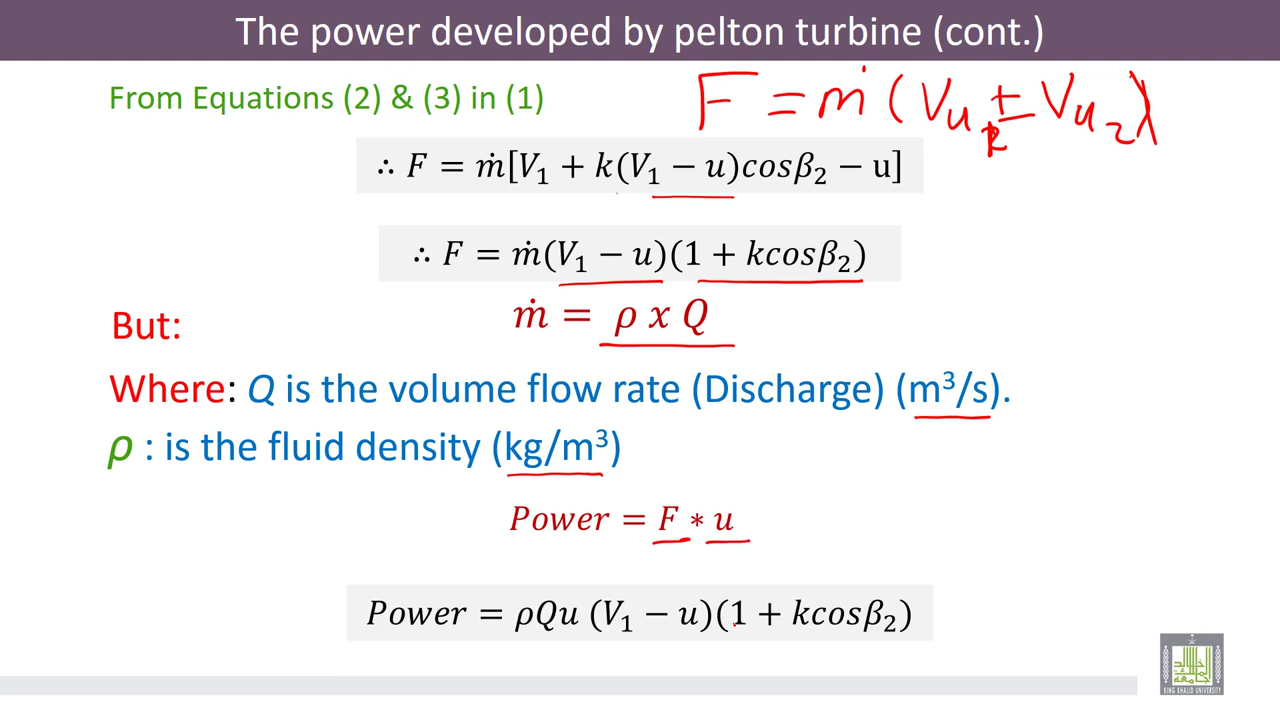 The power developed by pelton turbine (cont.)
From Equations (2) & (3) in (1)
F = ṁ (Vu ± Vu2)
∴ F = ṁ[V₁ + k(V₁ − u)cosβ₂ − u]
∴ F = ṁ(V₁ − u)(1 + kcosβ₂)
But:
ṁ = ρ x Q
Where: Q is the volume flow rate (Discharge) (m³/s).
ρ : is the fluid density (kg/m³)
Power = F ∗ u
Power = ρQu (V₁ − u)(1 + kcosβ₂)
KING KHALID UNIVERSITY